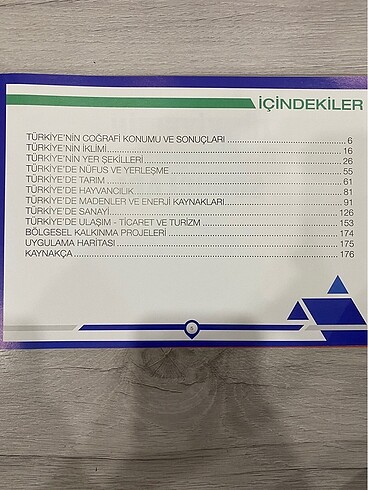 İÇİNDEKİLER
TÜRKİYE'NİN COĞRAFİ KONUMU VE SONUÇLARI 6
TÜRKİYE'NİN İKLİMİ 16
TÜRKİYE'NİN YER ŞEKİLLERİ 26
TÜRKİYE'DE NÜFUS VE YERLEŞME 55
TÜRKİYE'DE TARIM 61
TÜRKİYE'DE HAYVANCILIK 81
TÜRKİYE'DE MADENLER VE ENERJİ KAYNAKLARI 91
TÜRKİYE'DE SANAYİ 126
TÜRKİYE'DE ULAŞIM - TİCARET VE TURİZM 153
BÖLGESEL KALKINMA PROJELERİ 174
UYGULAMA HARİTASI 175
KAYNAKÇA 176
5